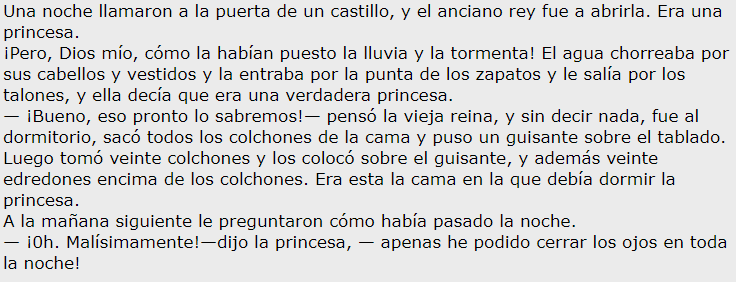 Una noche llamaron a la puerta de un castillo, y el anciano rey fue a abrirla. Era una
princesa.
¡Pero, Dios mío, cómo la habían puesto la lluvia y la tormenta! El agua chorreaba por
sus cabellos y vestidos y la entraba por la punta de los zapatos y le salía por los
talones, y ella decía que era una verdadera princesa.
— ¡Bueno, eso pronto lo sabremos!— pensó la vieja reina, y sin decir nada, fue al
dormitorio, sacó todos los colchones de la cama y puso un guisante sobre el tablado.
Luego tomó veinte colchones y los colocó sobre el guisante, y además veinte
edredones encima de los colchones. Era esta la cama en la que debía dormir la
princesa.
A la mañana siguiente le preguntaron cómo había pasado la noche.
— ¡0h. Malísimamente!—dijo la princesa, — apenas he podido cerrar los ojos en toda
la noche!